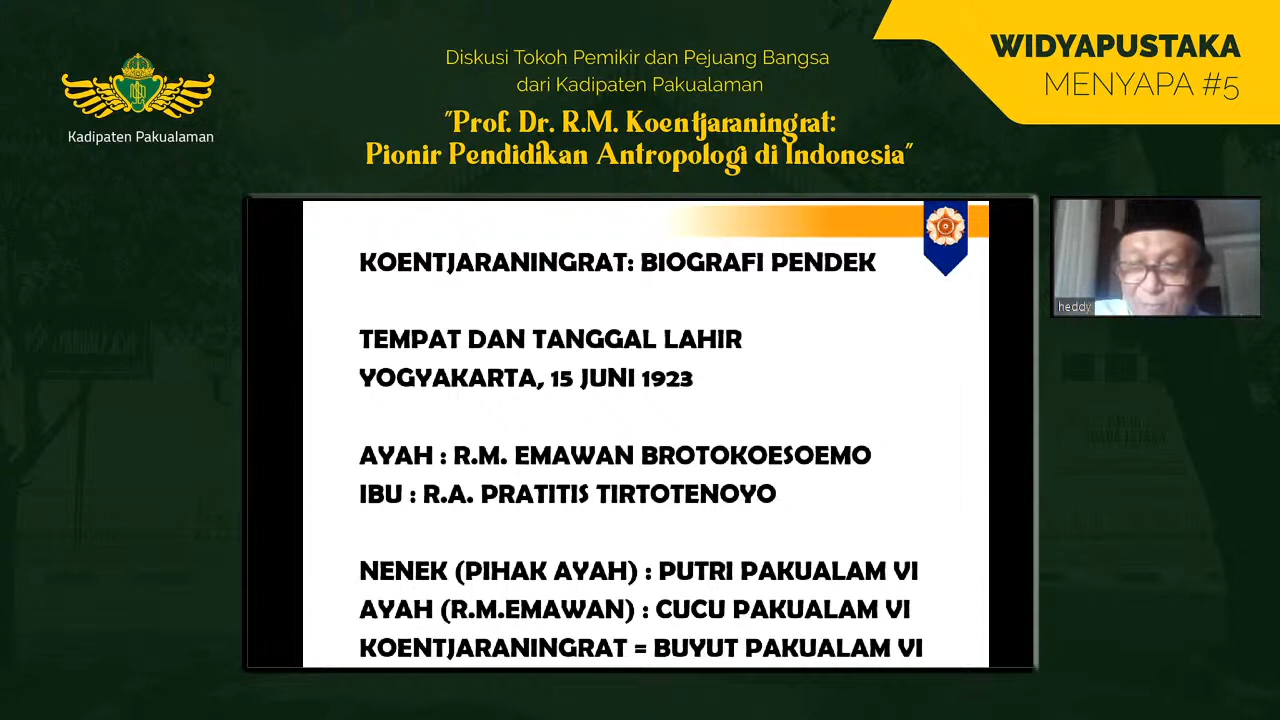 Kadipaten Pakualaman
Diskusi Tokoh Pemikir dan Pejuang Bangsa
dari Kadipaten Pakualaman
"Prof. Dr. R.M. Koentjaraningrat:
Pionir Pendidikan Antropologi di Indonesia"
WIDYAPUSTAKA
MENYAPA #5
KOENTJARANINGRAT: BIOGRAFI PENDEK
TEMPAT DAN TANGGAL LAHIR
YOGYAKARTA, 15 JUNI 1923
AYAH : R.M. EMAWAN BROTOKOESOEMO
IBU : R.A. PRATITIS TIRTOTENOYO
NENEK (PIHAK AYAH) : PUTRI PAKUALAM VI
AYAH (R.M.EMAWAN) : CUCU PAKUALAM VI
KOENTJARANINGRAT = BUYUT PAKUALAM VI
heddy